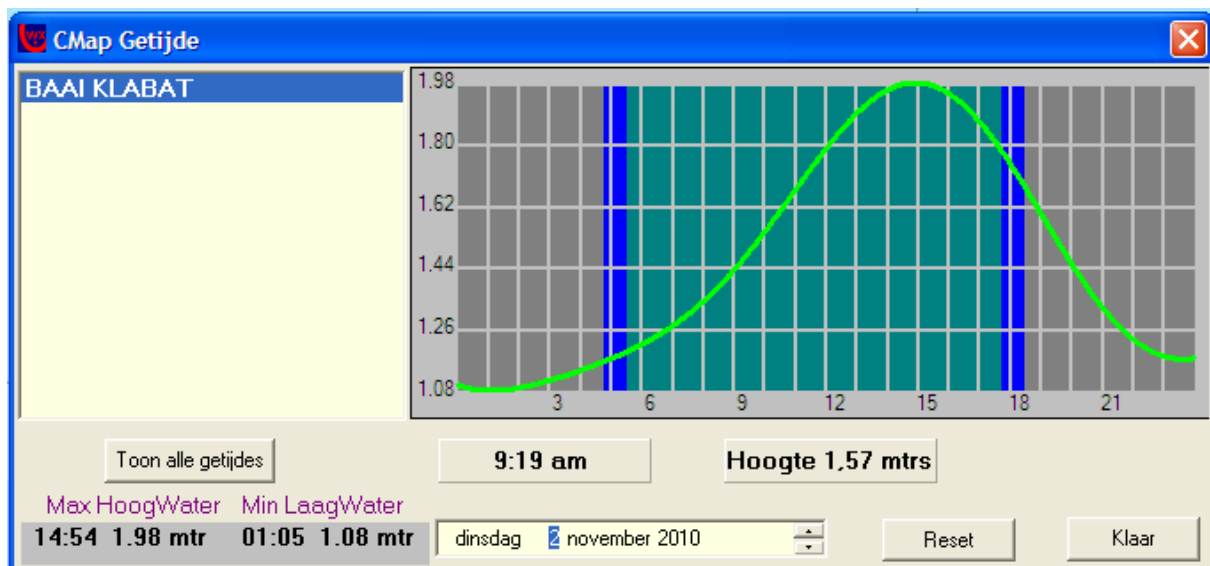 CMap Getijde
BAAI KLABAT
1.98
1.80
1.62
1.44
1.26
1.08
3 6 9 12 15 18 21
Toon alle getijdes
9:19 am
Hoogte 1,57 mtrs
Max HoogWater Min LaagWater
14:54 1.98 mtr 01:05 1.08 mtr
dinsdag 2 november 2010
Reset
Klaar